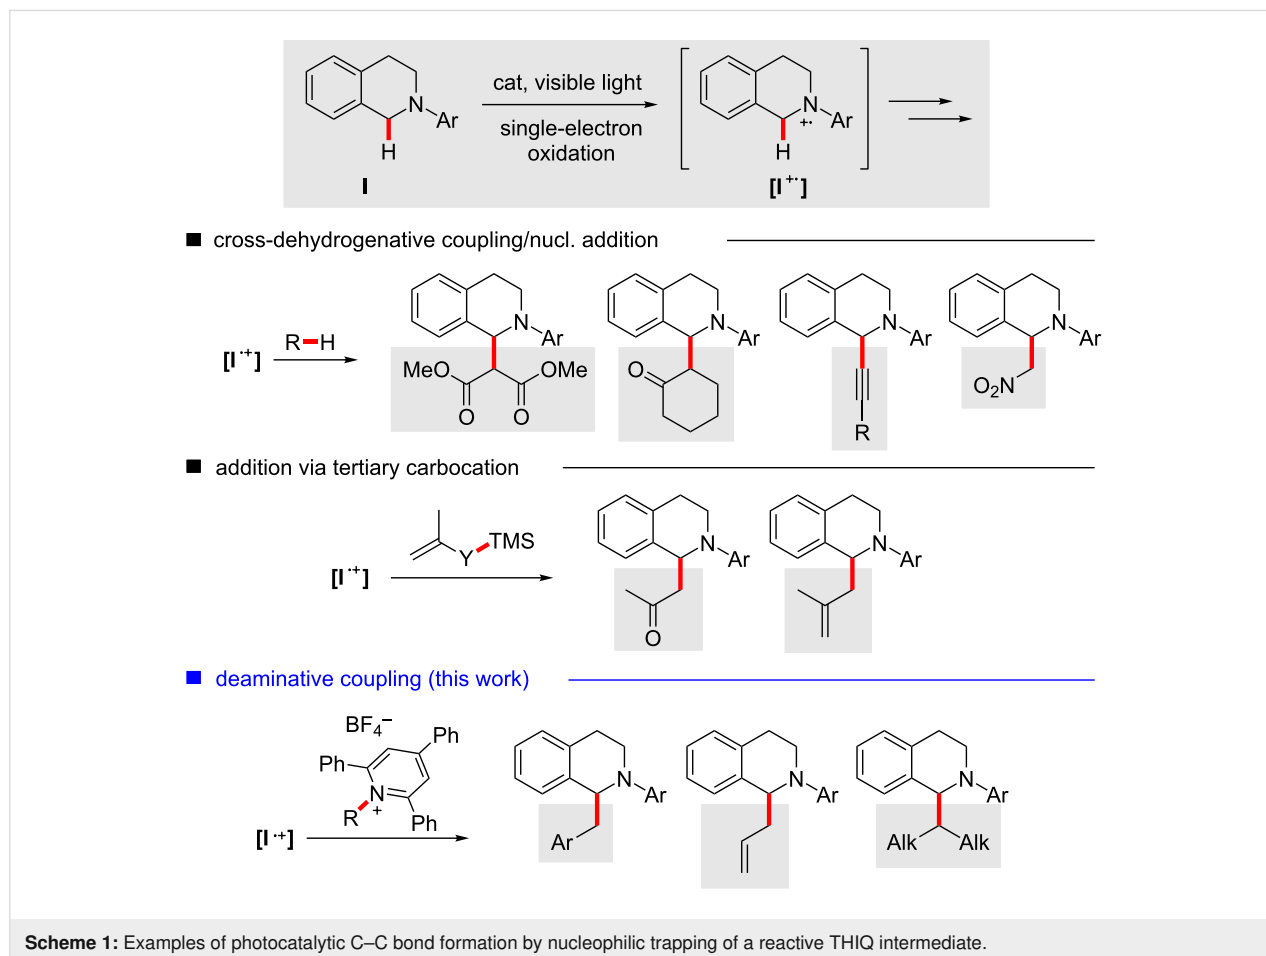 cat, visible light
single-electron
oxidation
N
Ar
H
I
N
Ar
+·
H
[I+·]
■ cross-dehydrogenative coupling/nucl. addition
[I·+]
R–H
N
Ar
MeO
OMe
O
O
N
Ar
O
N
Ar
R
N
Ar
O2N
■ addition via tertiary carbocation
[I·+]
Y
TMS
N
Ar
O
N
Ar
■ deaminative coupling (this work)
[I·+]
BF4−
Ph
Ph
N
+
R
Ph
N
Ar
Ar
N
Ar
N
Ar
Alk
Alk
Scheme 1: Examples of photocatalytic C–C bond formation by nucleophilic trapping of a reactive THIQ intermediate.